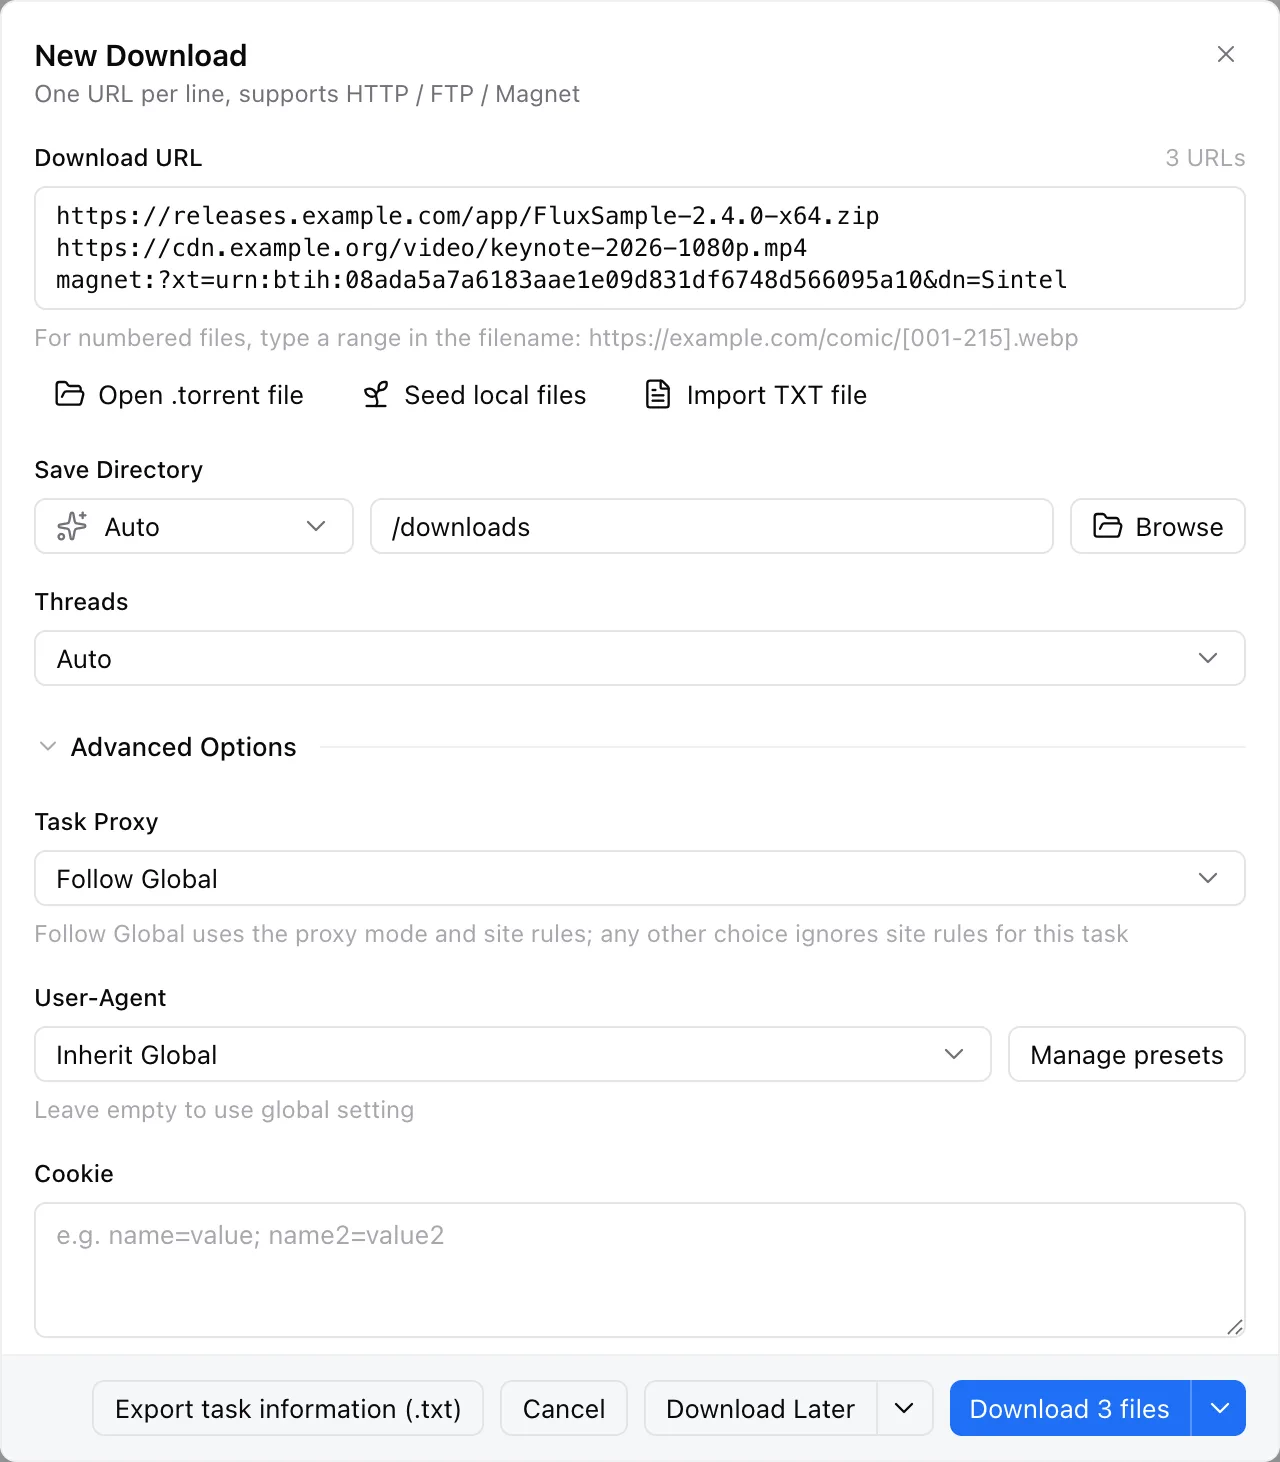 New Download
One URL per line, supports HTTP / FTP / Magnet
Download URL
3 URLs
https://releases.example.com/app/FluxSample-2.4.0-x64.zip
https://cdn.example.org/video/keynote-2026-1080p.mp4
magnet:?xt=urn:btih:08ada5a7a6183aae1e09d831df6748d566095a10&dn=Sintel
For numbered files, type a range in the filename: https://example.com/comic/[001-215].webp
Open .torrent file
Seed local files
Import TXT file
Save Directory
Auto
/downloads
Browse
Threads
Auto
Advanced Options
Task Proxy
Follow Global
Follow Global uses the proxy mode and site rules; any other choice ignores site rules for this task
User-Agent
Inherit Global
Manage presets
Leave empty to use global setting
Cookie
e.g. name=value; name2=value2
Export task information (.txt)
Cancel
Download Later
Download 3 files